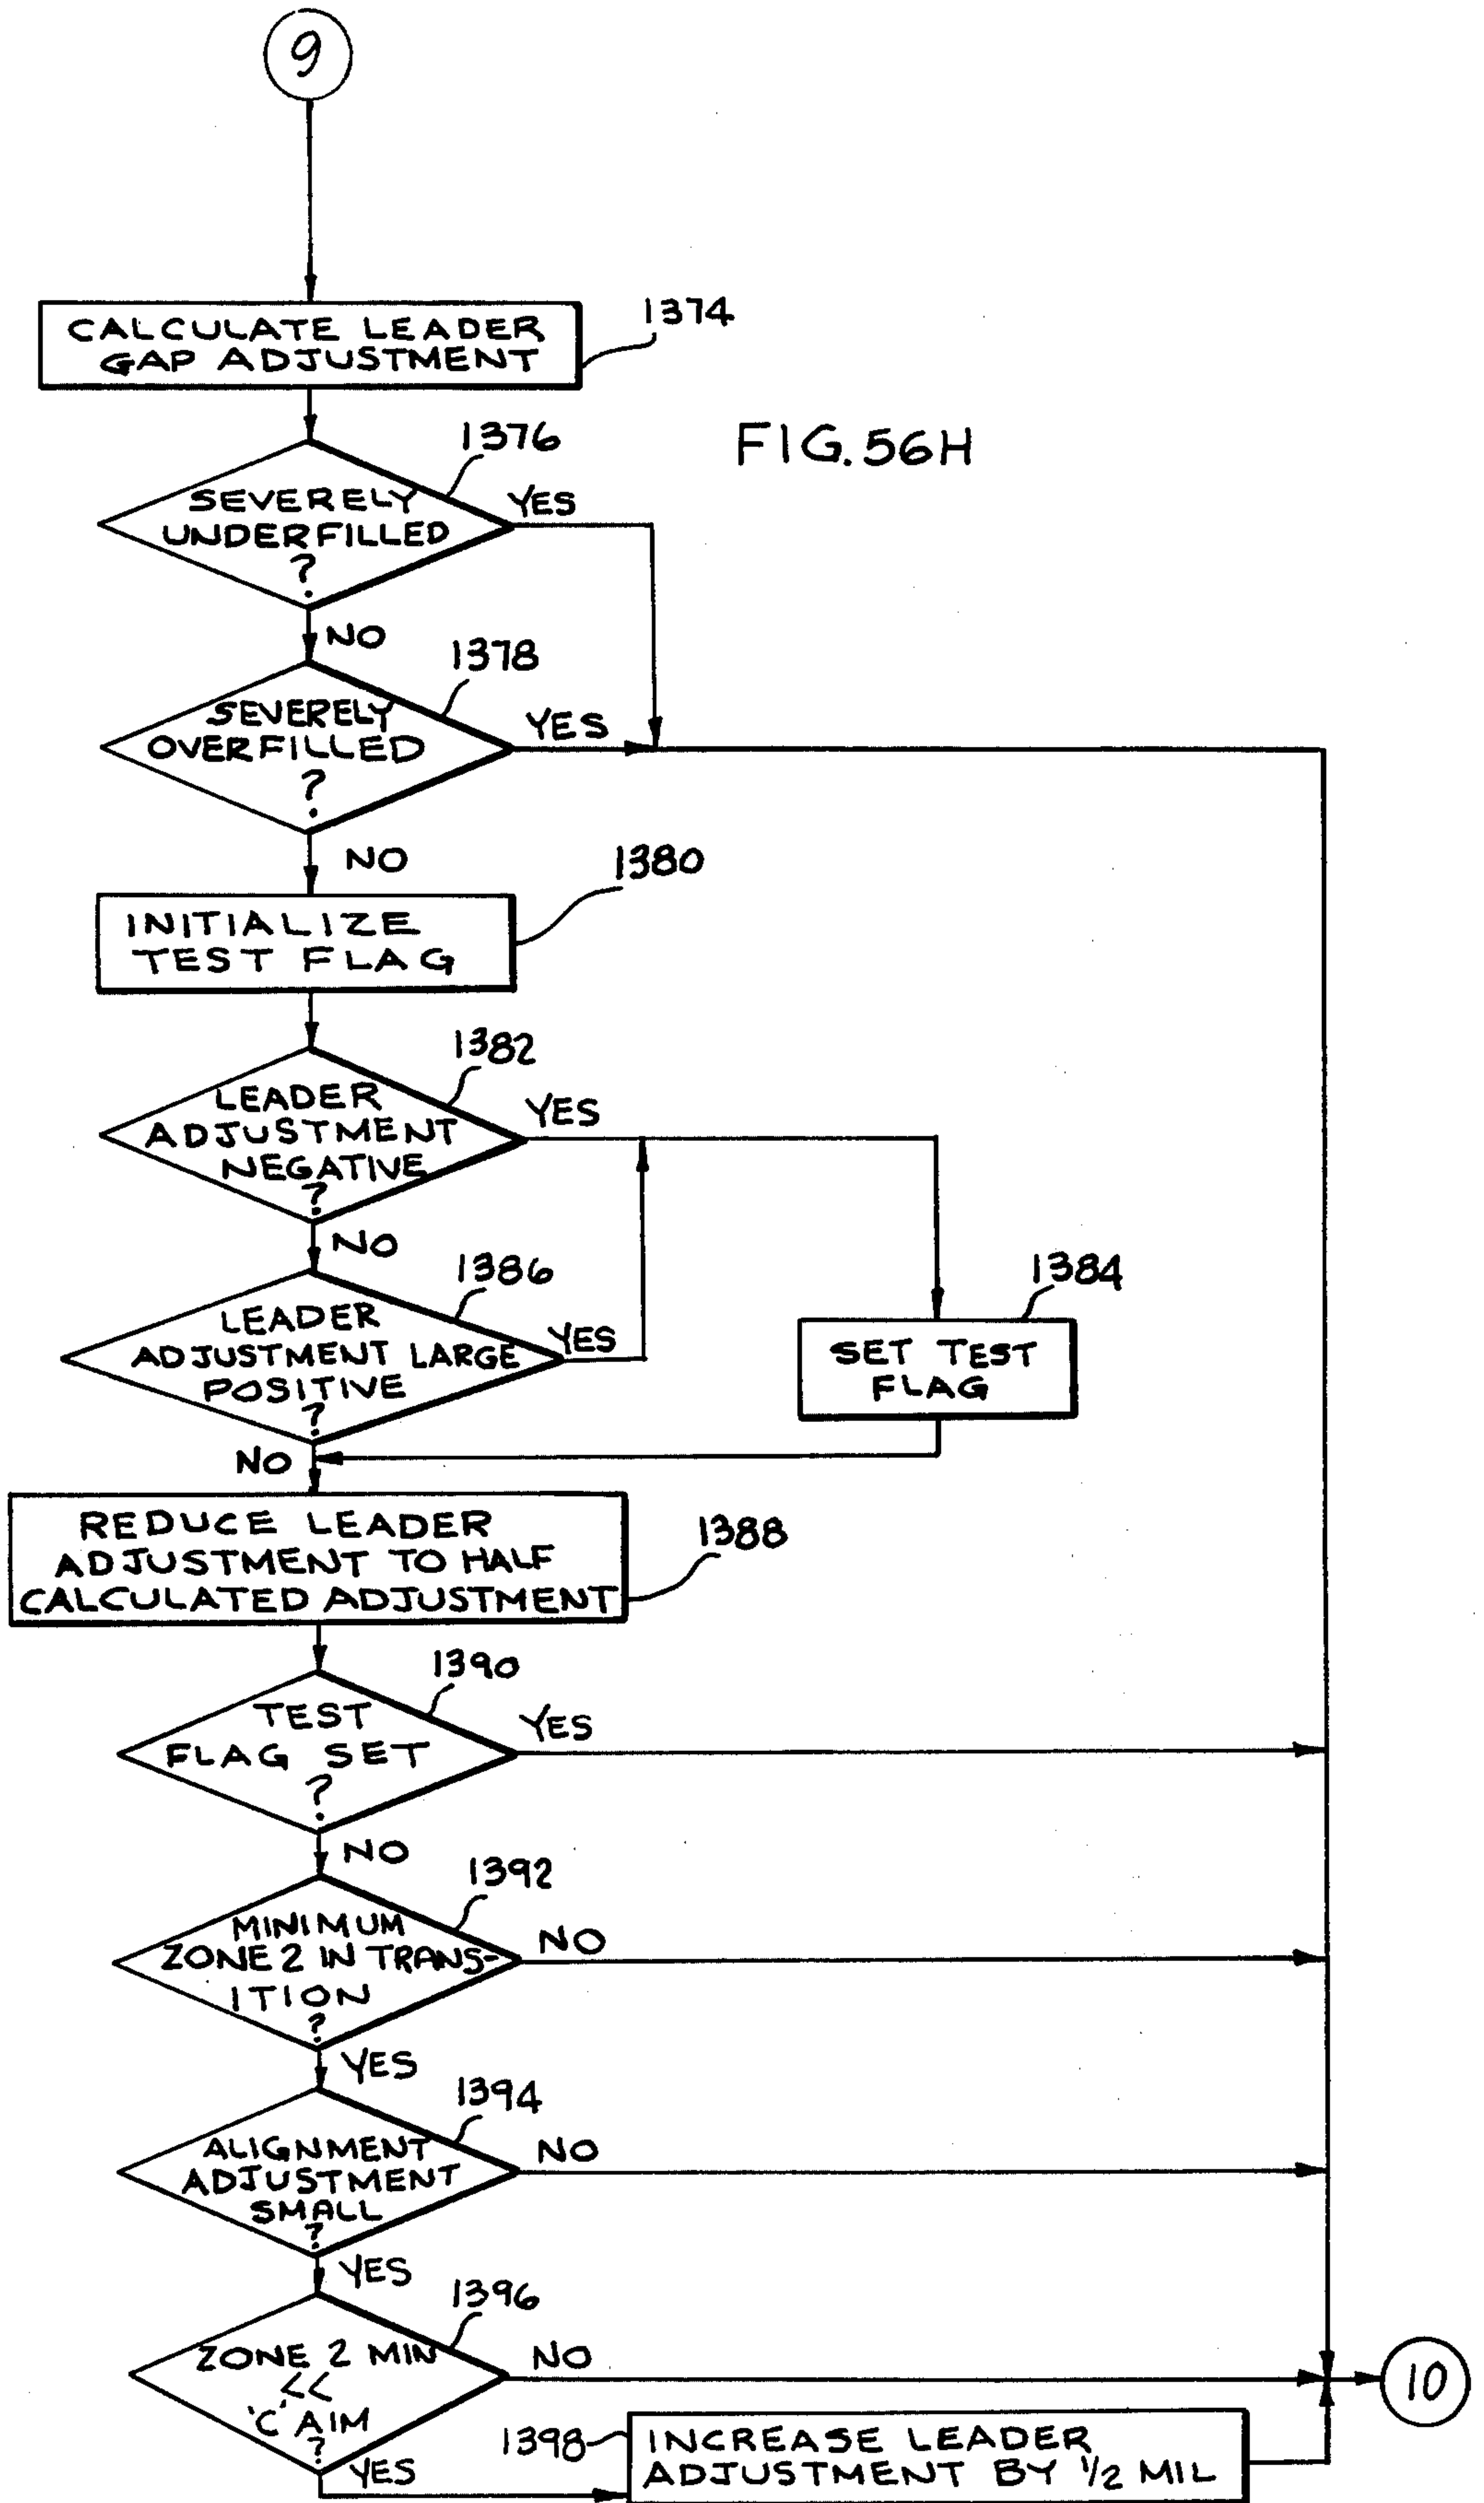 9
CALCULATE LEADER
GAP ADJUSTMENT
1374
FIG. 56H
1376
SEVERELY
UNDERFILLED
?
YES
NO
1378
SEVERELY
OVERFILLED
?
YES
NO
1380
INITIALIZE
TEST FLAG
1382
LEADER
ADJUSTMENT
NEGATIVE
?
YES
NO
1386
LEADER
ADJUSTMENT LARGE
POSITIVE
?
YES
NO
1384
SET TEST
FLAG
REDUCE LEADER
ADJUSTMENT TO HALF
CALCULATED ADJUSTMENT
1388
1390
TEST
FLAG SET
?
YES
NO
1392
MINIMUM
ZONE 2 IN TRANS-
ITION
?
NO
YES
1394
ALIGNMENT
ADJUSTMENT
SMALL
?
NO
YES
1396
ZONE 2 MIN
<<
'C' AIM
?
NO
YES
10
1398
INCREASE LEADER
ADJUSTMENT BY 1/2 MIL